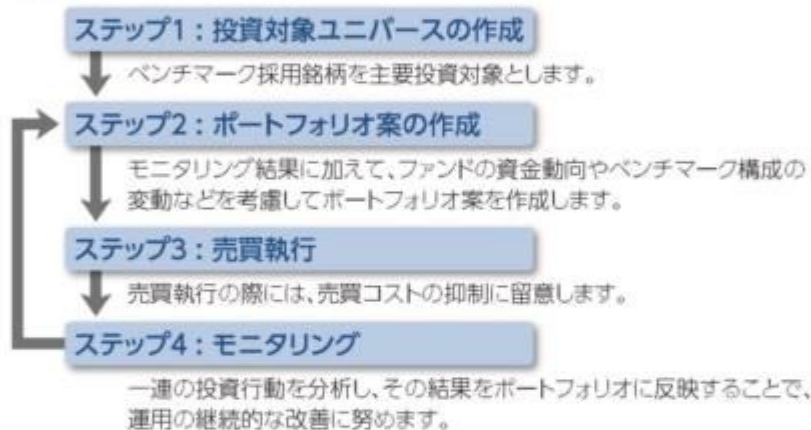 ステップ1：投資対象ユニバースの作成
ベンチマーク採用銘柄を主要投資対象とします。
ステップ2：ポートフォリオ案の作成
モニタリング結果に加えて、ファンドの資金動向やベンチマーク構成の
変動などを考慮してポートフォリオ案を作成します。
ステップ3：売買執行
売買執行の際には、売買コストの抑制に留意します。
ステップ4：モニタリング
一連の投資行動を分析し、その結果をポートフォリオに反映することで、
運用の継続的な改善に努めます。